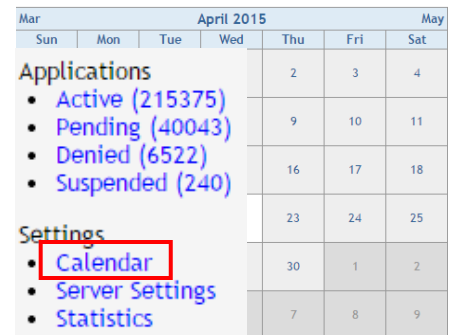 Mar April 2015 May
Sun Mon Tue Wed Thu Fri Sat
Applications
• Active (215375)
• Pending (40043)
• Denied (6522)
• Suspended (240)
Settings
• Calendar
• Server Settings
• Statistics
2 3 4
9 10 11
16 17 18
23 24 25
30 1 2
7 8 9